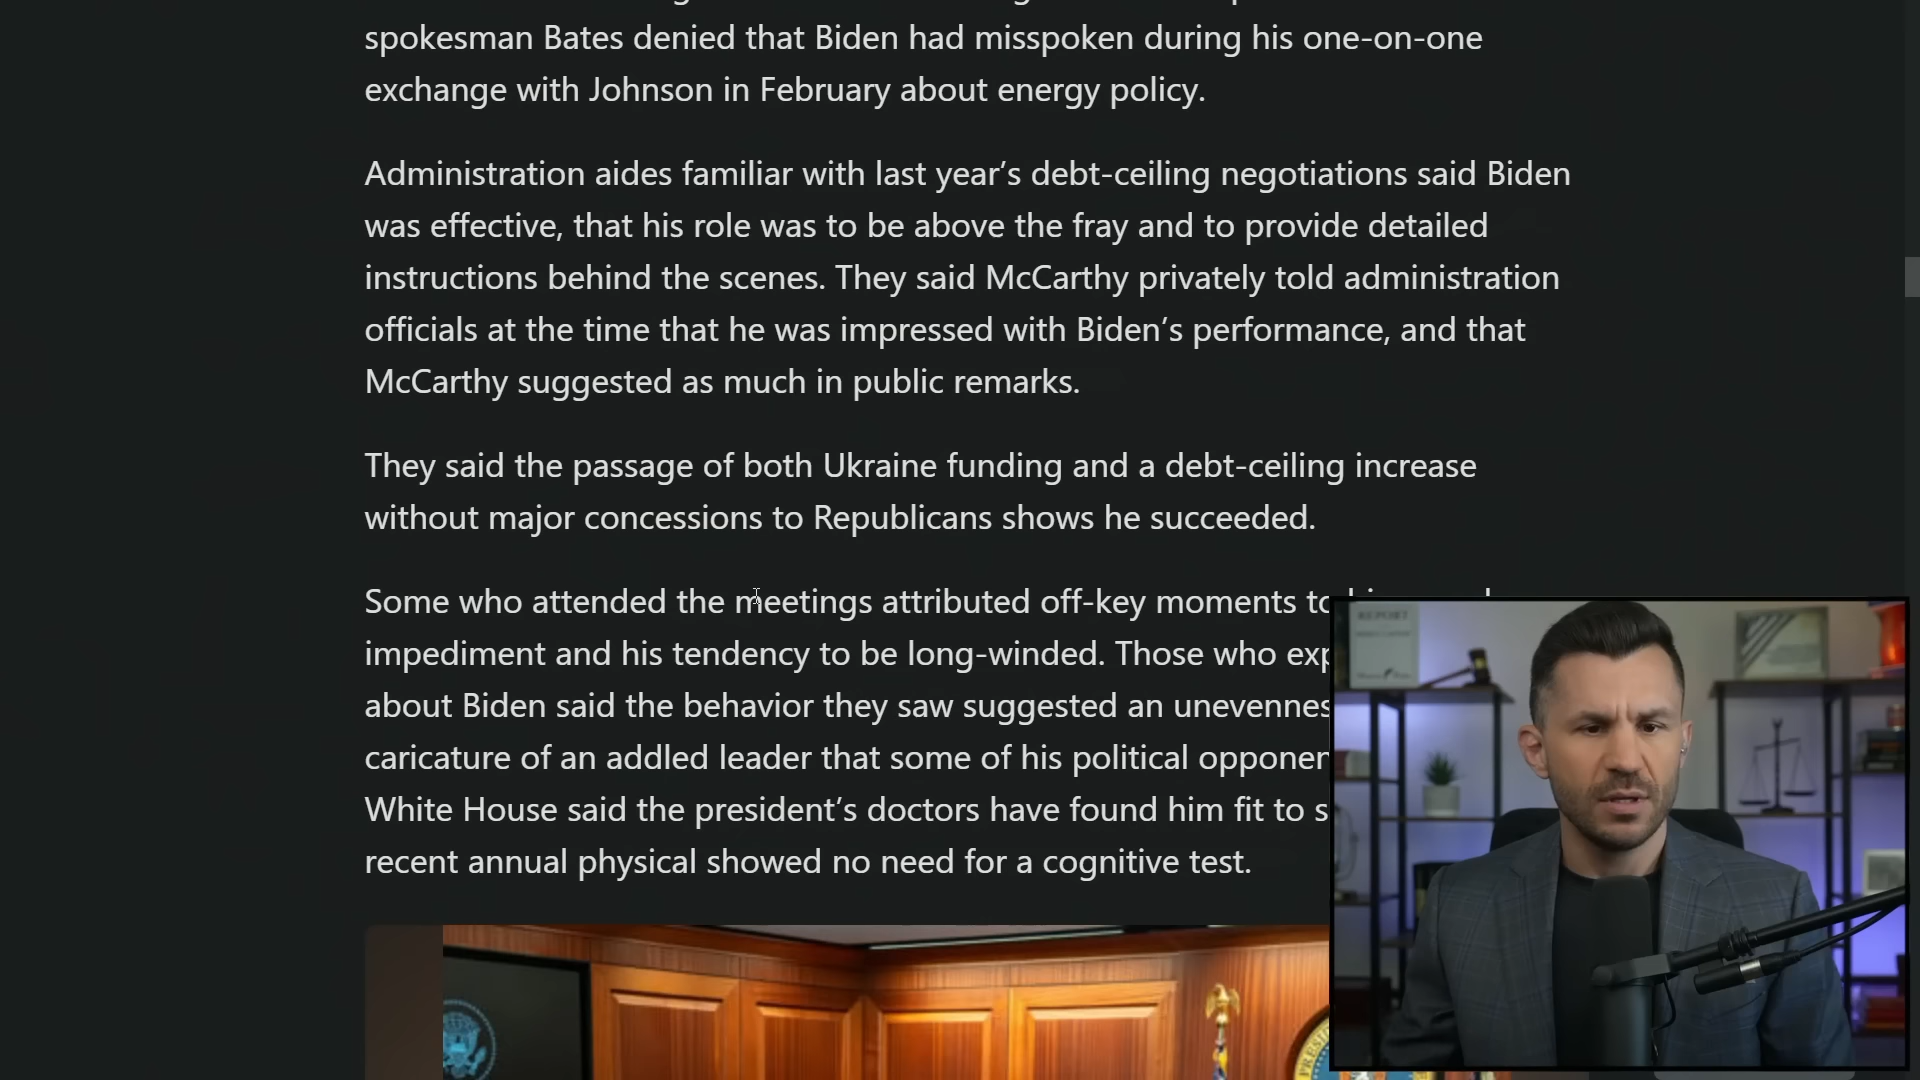 spokesman Bates denied that Biden had misspoken during his one-on-one
exchange with Johnson in February about energy policy.
Administration aides familiar with last year’s debt-ceiling negotiations said Biden
was effective, that his role was to be above the fray and to provide detailed
instructions behind the scenes. They said McCarthy privately told administration
officials at the time that he was impressed with Biden’s performance, and that
McCarthy suggested as much in public remarks.
They said the passage of both Ukraine funding and a debt-ceiling increase
without major concessions to Republicans shows he succeeded.
Some who attended the meetings attributed off-key moments to
impediment and his tendency to be long-winded. Those who
about Biden said the behavior they saw suggested an
caricature of an addled leader that some of his political
White House said the president’s doctors have found him fit to
recent annual physical showed no need for a cognitive test.
REPORT